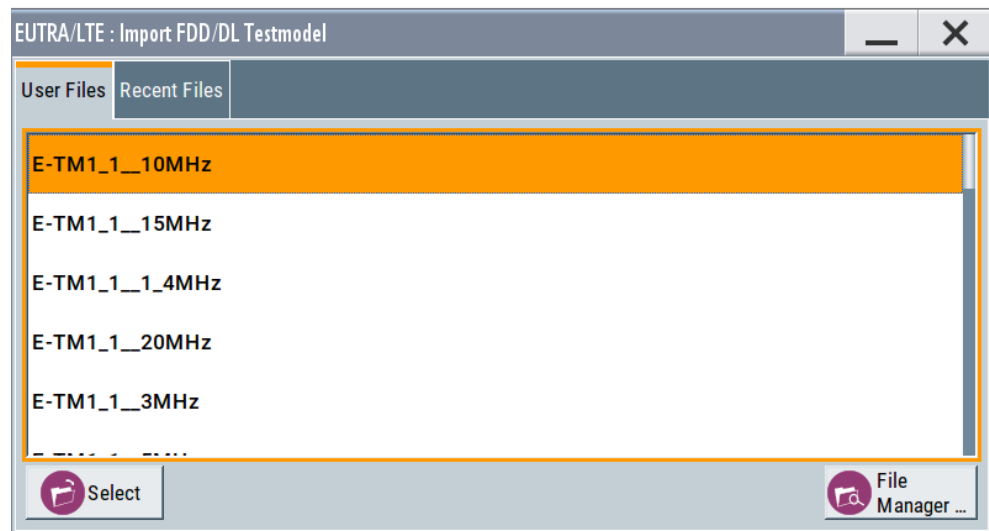 EUTRA/LTE : Import FDD/DL Testmodel
User Files
Recent Files
E-TM1_1__10MHz
E-TM1_1__15MHz
E-TM1_1__1_4MHz
E-TM1_1__20MHz
E-TM1_1__3MHz
Select
File
Manager ...